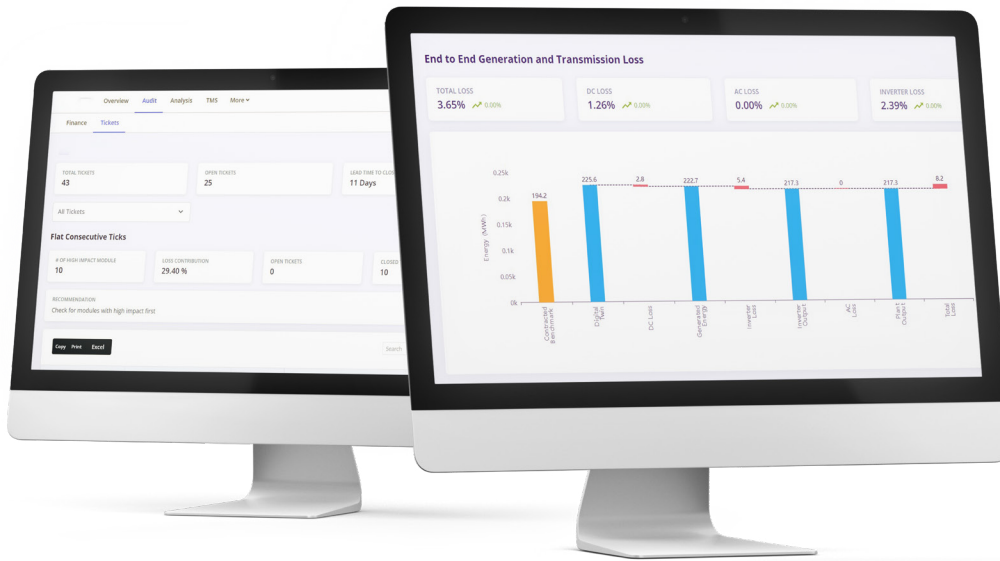 Overview Audit Analysis TMS More
Finance Tickets
TOTAL TICKETS OPEN TICKETS LEAD TIME TO CLOSE
43 25 11 Days
All Tickets
Flat Consecutive Ticks
# OF HIGH IMPACT MODULE LOSS CONTRIBUTION OPEN TICKETS CLOSED
10 29.40 % 0 10
RECOMMENDATION
Check for modules with high impact first
Copy Print Excel Search
End to End Generation and Transmission Loss
TOTAL LOSS DC LOSS AC LOSS INVERTER LOSS
3.65% 0.00% 1.26% 0.00% 0.00% 0.00% 2.39% 0.00%
Energy (MWh)
0.25k
0.2k
0.15k
0.1k
0.05k
0k
194.2 225.6 2.8 222.7 5.4 217.3 0 217.3 8.2
Contracted Benchmark
Digital Twin
DC Loss
Generated Energy
Inverter Loss
Inverter Output
AC Loss
Plant Output
Total Loss